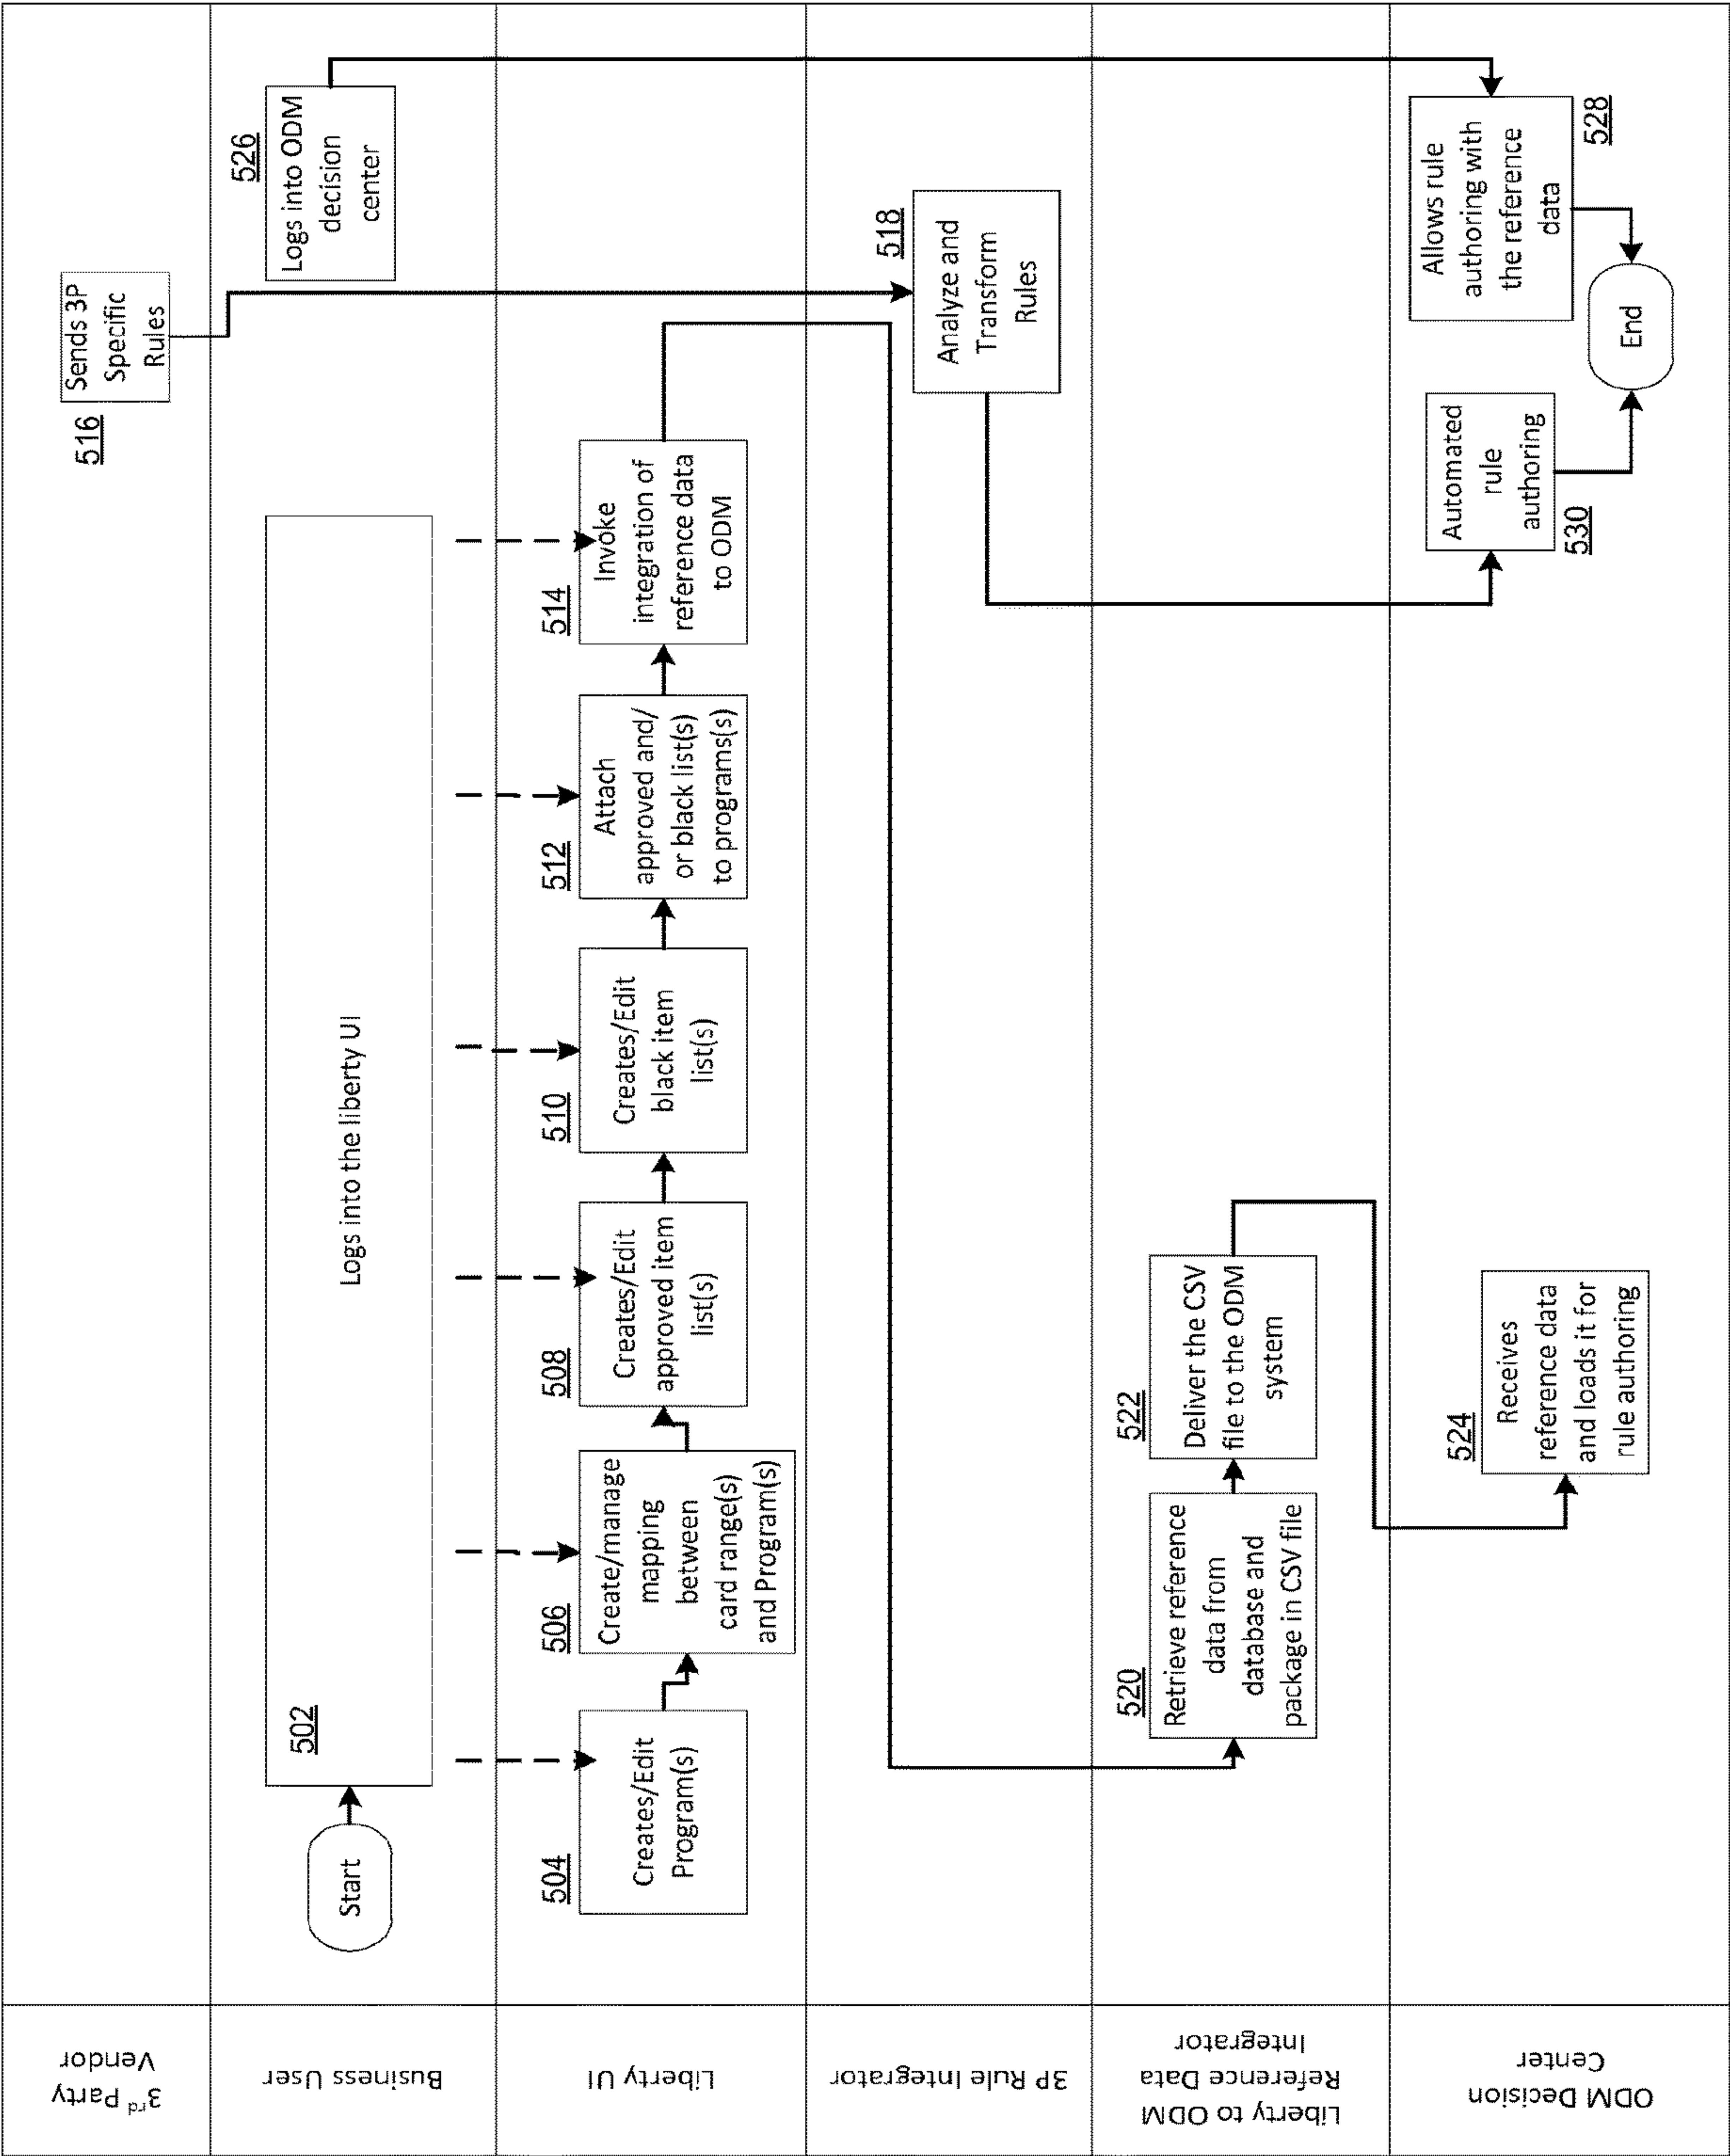 3rd Party
Vendor
516
Sends 3P
Specific
Rules
Business User
Start
502
Logs into the liberty UI
526
Logs into ODM
decision
center
Liberty UI
504
Creates/Edit
Program(s)
506
Create/manage
mapping
between
card range(s)
and Program(s)
508
Creates/Edit
approved item
list(s)
510
Creates/Edit
black item
list(s)
512
Attach
approved and/
or black list(s)
to programs(s)
514
Invoke
integration of
reference data
to ODM
3P Rule Integrator
518
Analyze and
Transform
Rules
Liberty to ODM
Reference Data
Integrator
520
Retrieve reference
data from
database and
package in CSV file
522
Deliver the CSV
file to the ODM
system
ODM Decision
Center
524
Receives
reference data
and loads it for
rule authoring
530
Automated
rule
authoring
Allows rule
authoring with
the reference
data
528
End